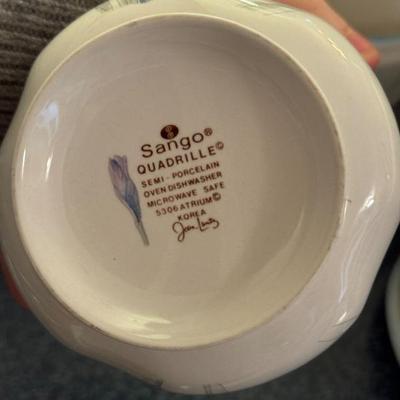 Sango®
QUADRILLE©
SEMI-PORCELAIN
OVEN DISHWASHER
MICROWAVE SAFE
5306 ATRIUM©
KOREA